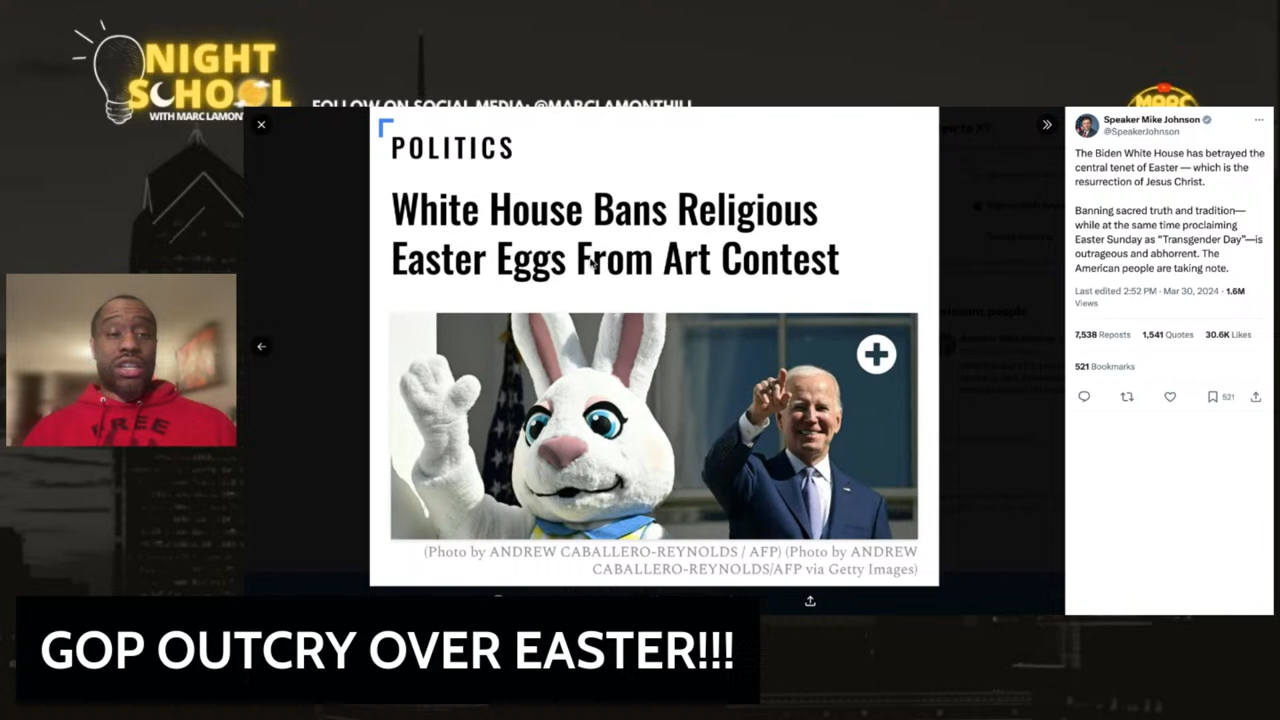 NIGHT
SCHOOL
WITH MARC LAMONT
FOLLOW ON SOCIAL MEDIA: @MARCLAMONTHILL
MARC
POLITICS
White House Bans Religious
Easter Eggs From Art Contest
(Photo by ANDREW CABALLERO-REYNOLDS / AFP) (Photo by ANDREW
CABALLERO-REYNOLDS/AFP via Getty Images)
Speaker Mike Johnson
@SpeakerJohnson
The Biden White House has betrayed the
central tenet of Easter — which is the
resurrection of Jesus Christ.
Banning sacred truth and tradition—
while at the same time proclaiming
Easter Sunday as “Transgender Day”—is
outrageous and abhorrent. The
American people are taking note.
Last edited 2:52 PM · Mar 30, 2024 · 1.6M
Views
7,538 Reposts 1,541 Quotes 30.6K Likes
521 Bookmarks
521
FREE
GOP OUTCRY OVER EASTER!!!